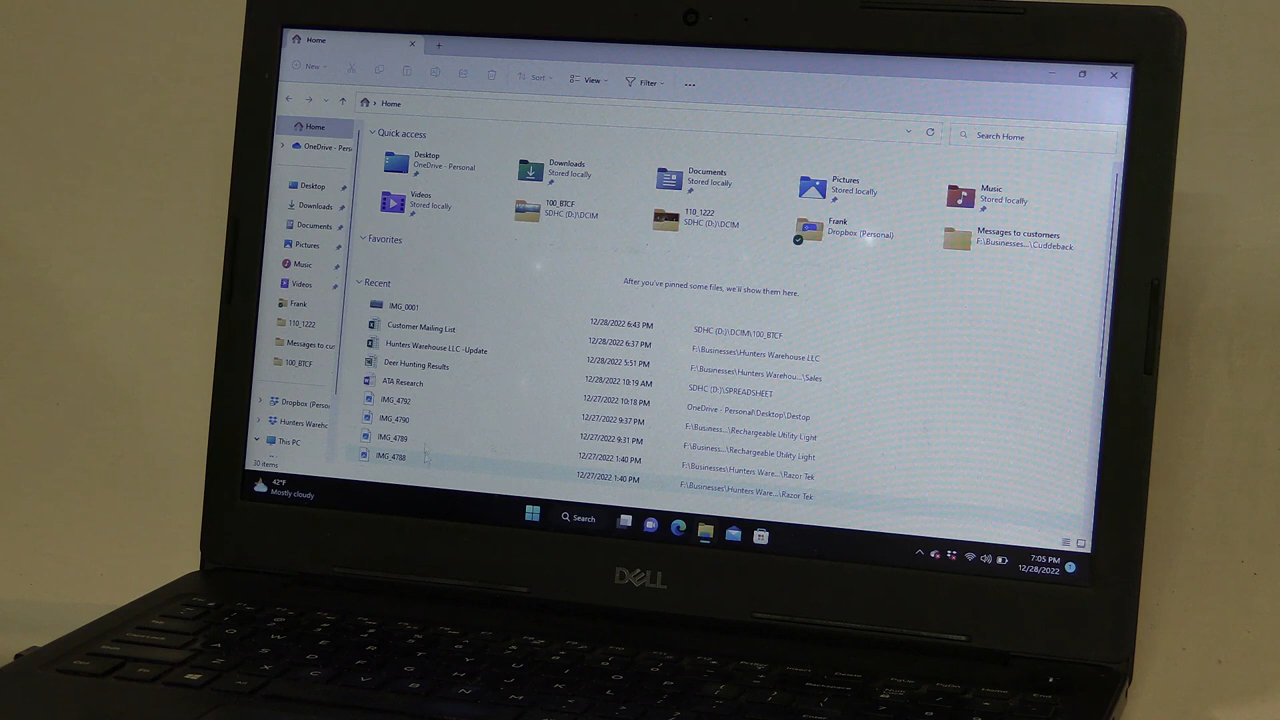 Home
New
Sort
View
Filter
Home
Search Home
Home
OneDrive - Pers
Desktop
Downloads
Documents
Pictures
Music
Videos
Frank
110_1222
Messages to cus
100_BTCF
Dropbox (Perso
Hunters Wareh
This PC
30 items
Quick access
Desktop
OneDrive - Personal
Downloads
Stored locally
Documents
Stored locally
Pictures
Stored locally
Music
Stored locally
Videos
Stored locally
100_BTCF
SDHC (D:)\DCIM
110_1222
SDHC (D:)\DCIM
Frank
Dropbox (Personal)
Messages to customers
F:\Businesses...\Cuddeback
Favorites
After you've pinned some files, we'll show them here.
Recent
IMG_0001 12/28/2022 6:43 PM SDHC (D:)\DCIM\100_BTCF
Customer Mailing List 12/28/2022 6:37 PM F:\Businesses\Hunters Warehouse LLC
Hunters Warehouse LLC -Update 12/28/2022 5:51 PM F:\Businesses\Hunters Warehou...\Sales
Deer Hunting Results 12/28/2022 10:19 AM SDHC (D:)\SPREADSHEET
ATA Research 12/27/2022 10:18 PM OneDrive - Personal\Desktop\Destop
IMG_4792 12/27/2022 9:37 PM F:\Business...\Rechargeable Utility Light
IMG_4790 12/27/2022 9:31 PM F:\Business...\Rechargeable Utility Light
IMG_4789 12/27/2022 1:40 PM F:\Businesses\Hunters Ware...\Razor Tek
IMG_4788 12/27/2022 1:40 PM F:\Businesses\Hunters Ware...\Razor Tek
42°F
Mostly cloudy
Search
7:05 PM
12/28/2022
1
DELL